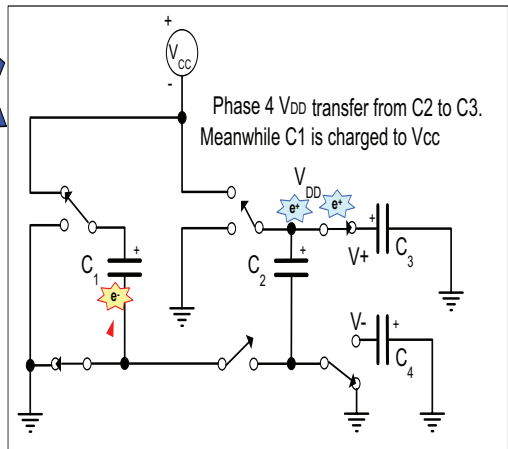 +
VCC
-
Phase 4 VDD transfer from C2 to C3.
Meanwhile C1 is charged to Vcc
VDD
e+
e+
+
C1
e-
+
C2
+
V+
C3
V-
+
C4